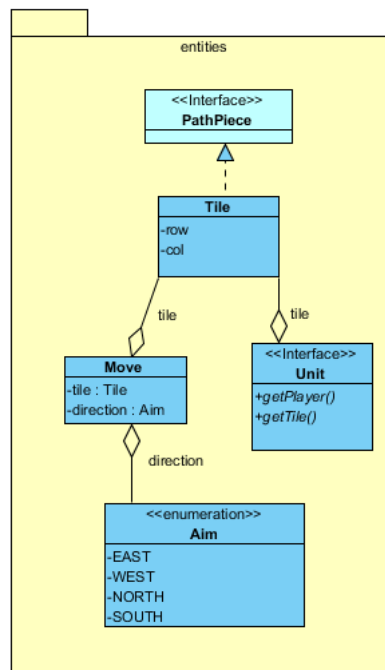 entities
<<Interface>>
PathPiece
Tile
-row
-col
tile
tile
Move
-tile : Tile
-direction : Aim
<<Interface>>
Unit
+getPlayer()
+getTile()
direction
<<enumeration>>
Aim
-EAST
-WEST
-NORTH
-SOUTH